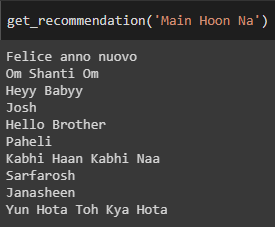 get_recommendation('Main Hoon Na')
Felice anno nuovo
Om Shanti Om
Heyy Babyy
Josh
Hello Brother
Paheli
Kabhi Haan Kabhi Naa
Sarfarosh
Janasheen
Yun Hota Toh Kya Hota